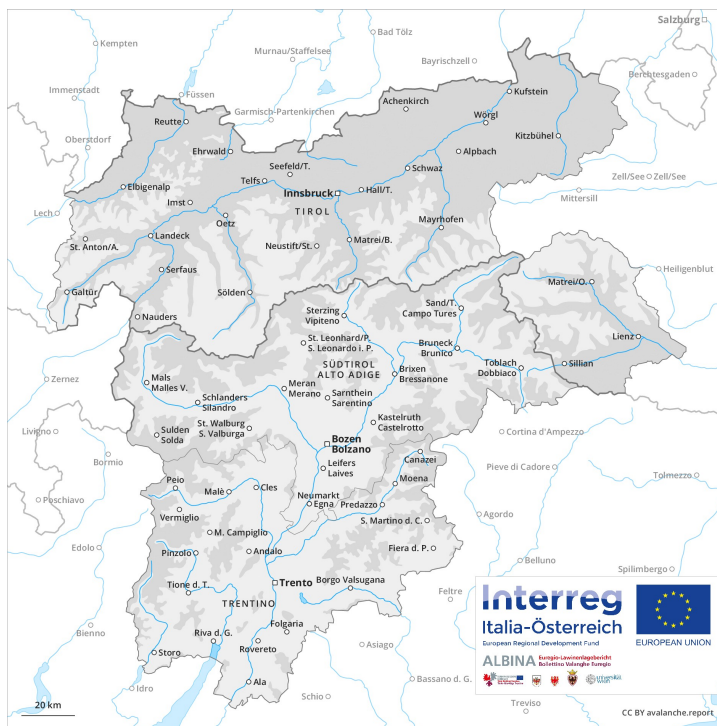 Salzburg
Kempten
Bad Tölz
Murnau/Staffelsee
Bayrischzell
Berchtesgaden
Immenstadt
Füssen
Kufstein
Garmisch-Partenkirchen
Achenkirch
Reutte
Wörgl
Oberstdorf
Kitzbühel
Ehrwald
Alpbach
Seefeld/T.
Schwaz
Telfs
Zell/See
Zell/See
Elbigenalp
Innsbruck
Hall/T.
Mittersill
Imst
TIROL
Lech
Oetz
Mayrhofen
Landeck
Matrei/B.
St. Anton/A.
Neustift/St.
Serfaus
Heiligenblut
Matrei/O.
Galtür
Sölden
Sand/T.
Campo Tures
Nauders
Sterzing
Vipiteno
Lienz
St. Leonhard/P.
S. Leonardo i. P.
Bruneck
Brunico
Sillian
SÜDTIROL
ALTO ADIGE
Toblach
Dobbiaco
Brixen
Bressanone
Zernez
Mals
Malles V.
Meran
Merano
Sarnthein
Sarentino
Schlanders
Silandro
Kastelruth
Castelrotto
St. Walburg
S. Valburga
Livigno
Sulden
Solda
Cortina d'Ampezzo
Bozen
Bolzano
Bormio
Canazei
Leifers
Laives
Pieve di Cadore
Tolmezzo
Peio
Moena
Malè
Cles
Neumarkt
Egna
Predazzo
Poschiavo
Vermiglio
Agordo
S. Martino d. C.
M. Campiglio
Edolo
Pinzolo
Andalo
Fiera d. P.
Belluno
Spilimbergo
Tione d. T.
Trento
Borgo Valsugana
Feltre
TRENTINO
Folgaria
Bienno
Riva d. G.
Rovereto
Asiago
Storo
Bassano d. G.
Idro
Ala
Schio
Treviso
20 km
Interreg
Italia-Österreich
European Regional Development Fund
EUROPEAN UNION
ALBINA
Euregio-Lawinenlagebericht
Bollettino Valanghe Euregio
universität
wien
CC BY avalanche.report